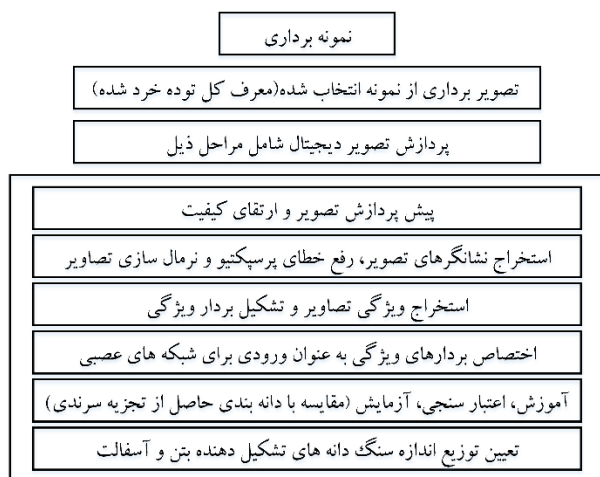 نمونه برداری
تصویر برداری از نمونه انتخاب شده(معرف کل توده خرد شده)
پردازش تصویر دیجیتال شامل مراحل ذیل
پیش پردازش تصویر و ارتقای کیفیت
استخراج نشانگرهای تصویر، رفع خطای پرسپکتیو و نرمال سازی تصاویر
استخراج ویژگی تصاویر و تشکیل بردار ویژگی
اختصاص بردارهای ویژگی به عنوان ورودی برای شبکه های عصبی
آموزش، اعتبار سنجی، آزمایش (مقایسه با دانه بندی حاصل از تجزیه سرندی)
تعیین توزیع اندازه سنگ دانه های تشکیل دهنده بتن و آسفالت